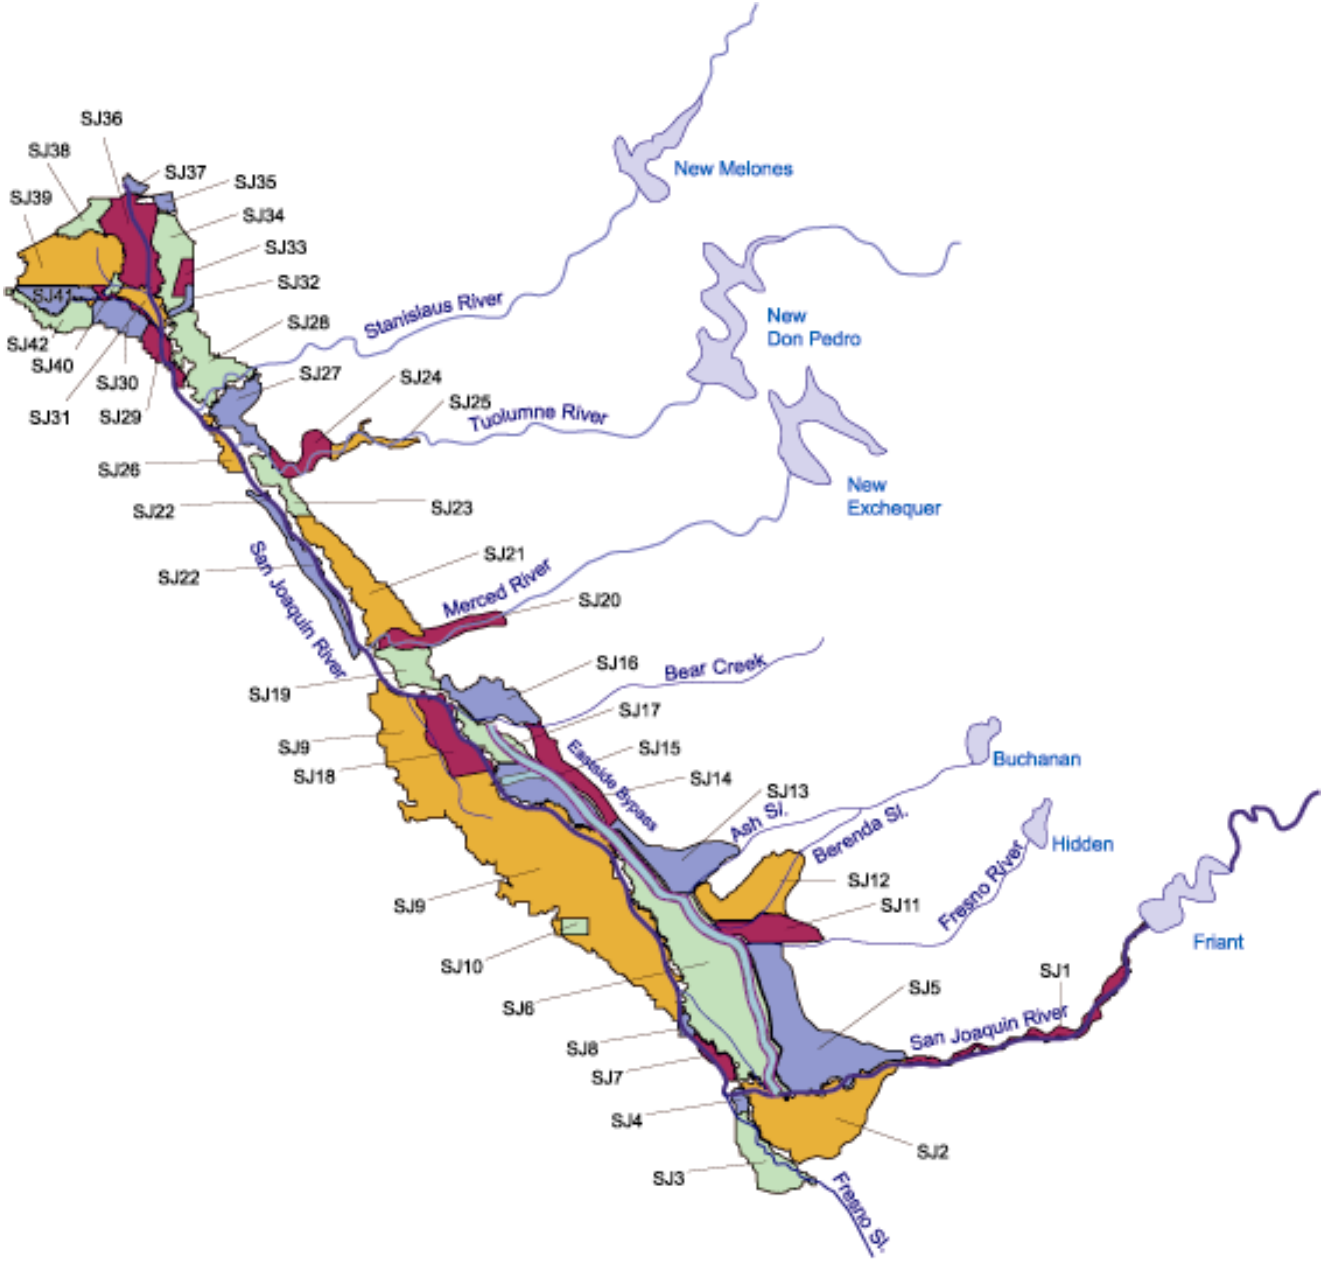 SJ36
SJ38
SJ37
New Melones
SJ35
SJ39
SJ34
SJ33
SJ32
SJ41
Stanislaus River
New
Don Pedro
SJ28
SJ42
SJ40
SJ27
SJ24
SJ30
SJ25
SJ31
SJ29
Tuolumne River
SJ26
New
Exchequer
SJ22
SJ23
SJ21
San Joaquin River
SJ22
Merced River
SJ20
SJ16
Bear Creek
SJ19
SJ17
SJ9
SJ15
Eastside Bypass
SJ18
SJ14
Buchanan
SJ13
Ash Sl.
Berenda Sl.
Hidden
SJ12
Fresno River
SJ9
SJ11
Friant
SJ10
SJ1
SJ6
SJ5
San Joaquin River
SJ8
SJ7
SJ4
SJ2
SJ3
Fresno Sl.